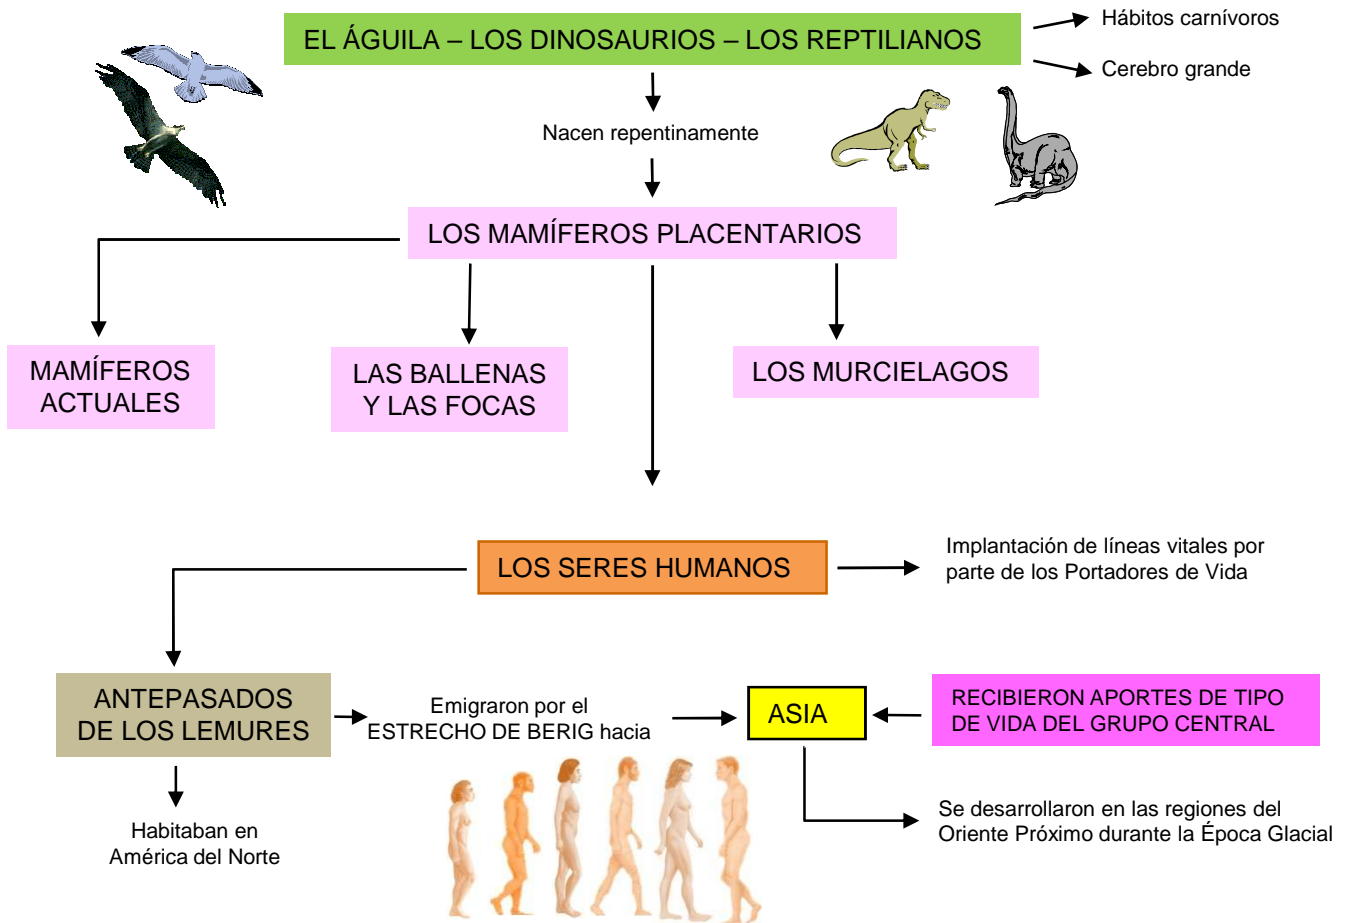 EL ÁGUILA – LOS DINOSAURIOS – LOS REPTILIANOS
Hábitos carnívoros
Cerebro grande
Nacen repentinamente
LOS MAMÍFEROS PLACENTARIOS
MAMÍFEROS
ACTUALES
LAS BALLENAS
Y LAS FOCAS
LOS MURCIELAGOS
LOS SERES HUMANOS
Implantación de líneas vitales por
parte de los Portadores de Vida
ANTEPASADOS
DE LOS LEMURES
Emigraron por el
ESTRECHO DE BERIG hacia
ASIA
RECIBIERON APORTES DE TIPO
DE VIDA DEL GRUPO CENTRAL
Habitaban en
América del Norte
Se desarrollaron en las regiones del
Oriente Próximo durante la Época Glacial